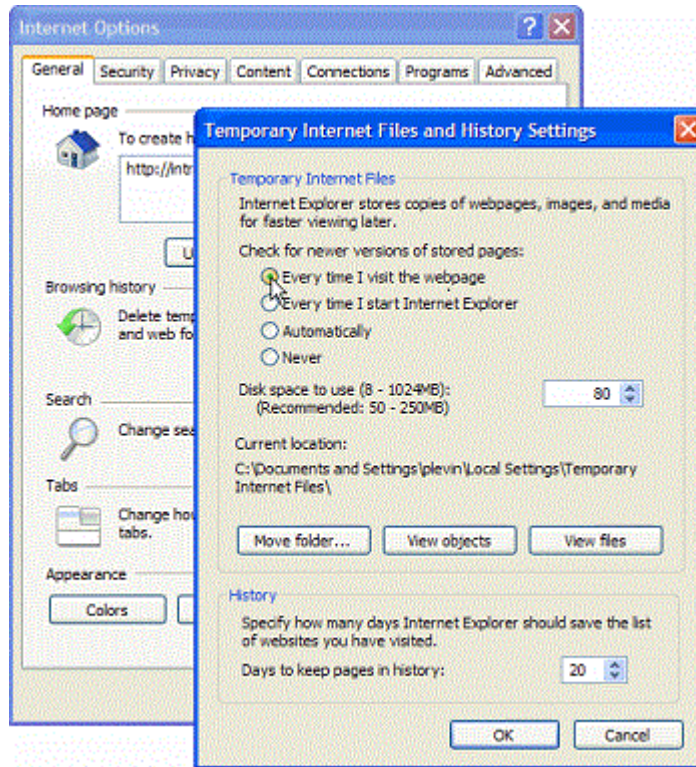 Internet Options
General Security Privacy Content Connections Programs Advanced
Home page
To create h
http://intr
U
Browsing history
Delete temp
and web fo
Search
Change sea
Tabs
Change how
tabs.
Appearance
Colors
Temporary Internet Files and History Settings
Temporary Internet Files
Internet Explorer stores copies of webpages, images, and media
for faster viewing later.
Check for newer versions of stored pages:
Every time I visit the webpage
Every time I start Internet Explorer
Automatically
Never
Disk space to use (8 - 1024MB):
80
(Recommended: 50 - 250MB)
Current location:
C:\Documents and Settings\plevin\Local Settings\Temporary
Internet Files\
Move folder... View objects View files
History
Specify how many days Internet Explorer should save the list
of websites you have visited.
Days to keep pages in history: 20
OK Cancel